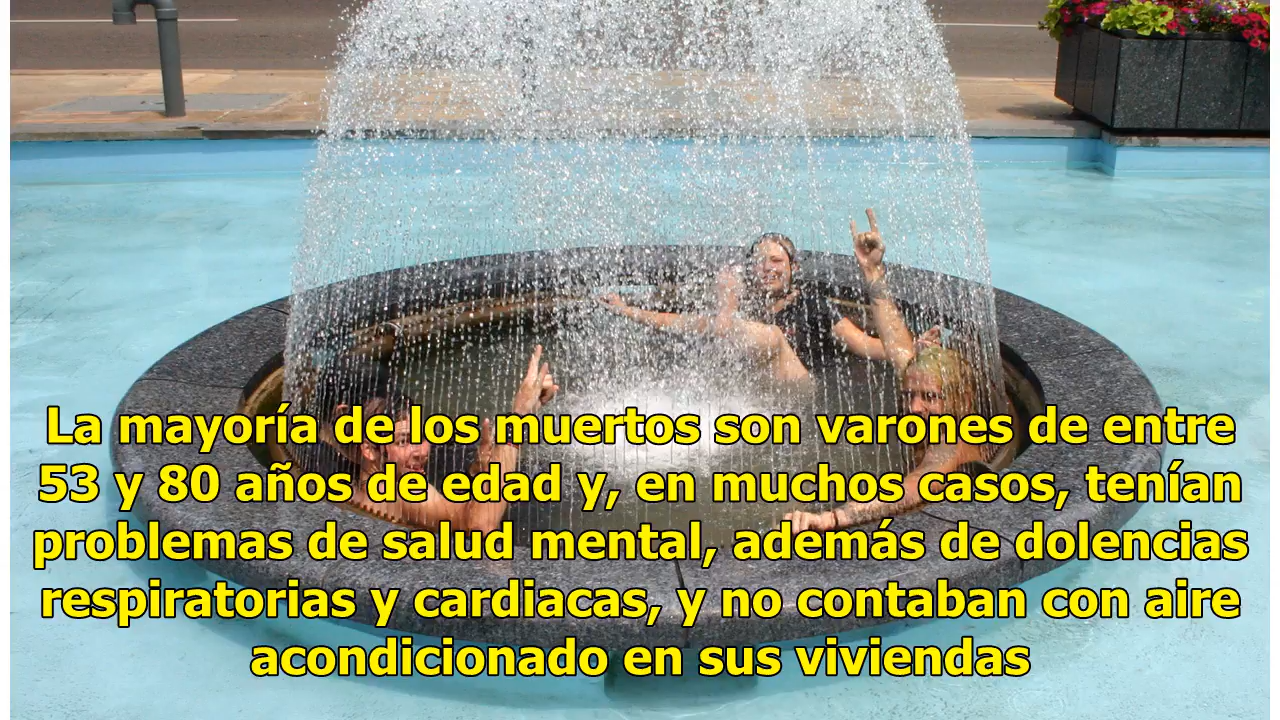 La mayoría de los muertos son varones de entre
53 y 80 años de edad y, en muchos casos, tenían
problemas de salud mental, además de dolencias
respiratorias y cardiacas, y no contaban con aire
acondicionado en sus viviendas